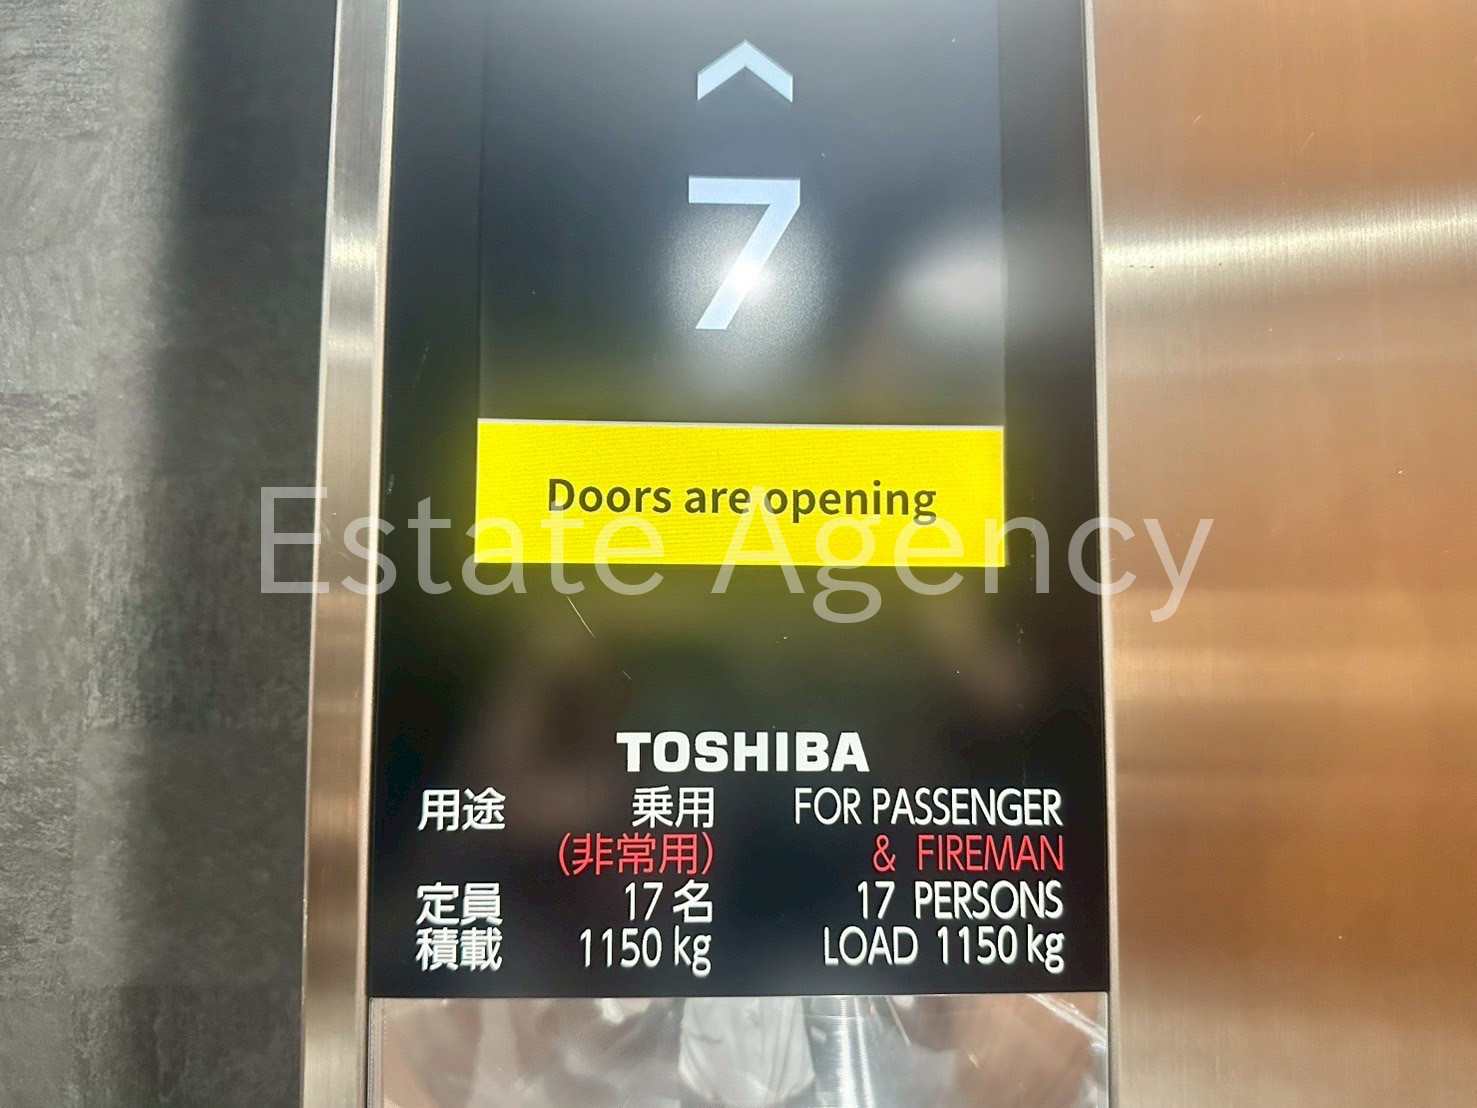 7
Doors are opening
Estate Agency
TOSHIBA
用途 乗用 FOR PASSENGER
(非常用) & FIREMAN
定員 17名 17 PERSONS
積載 1150 kg LOAD 1150 kg